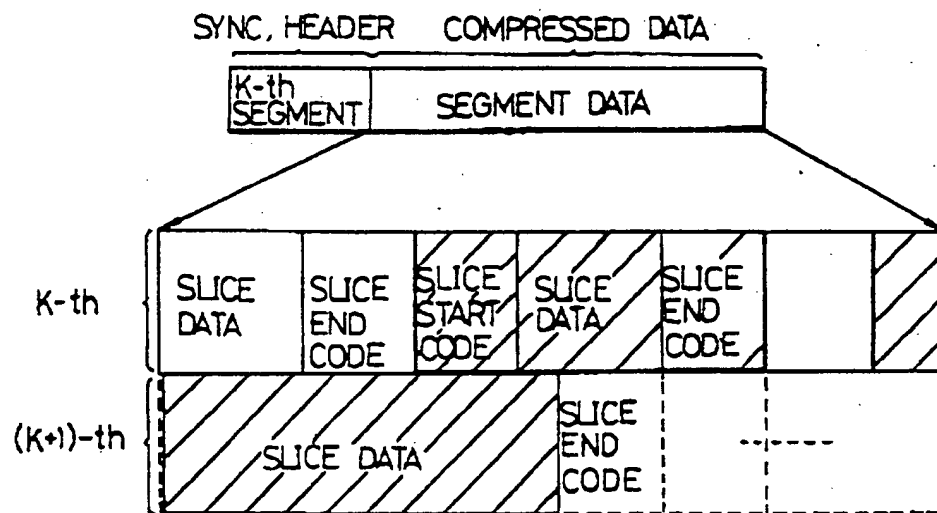 SYNC, HEADER COMPRESSED DATA
K-th
SEGMENT
SEGMENT DATA
K-th
SLICE
DATA
SLICE
END
CODE
SLICE
START
CODE
SLICE
DATA
SLICE
END
CODE
(K+1)-th
SLICE DATA
SLICE
END
CODE